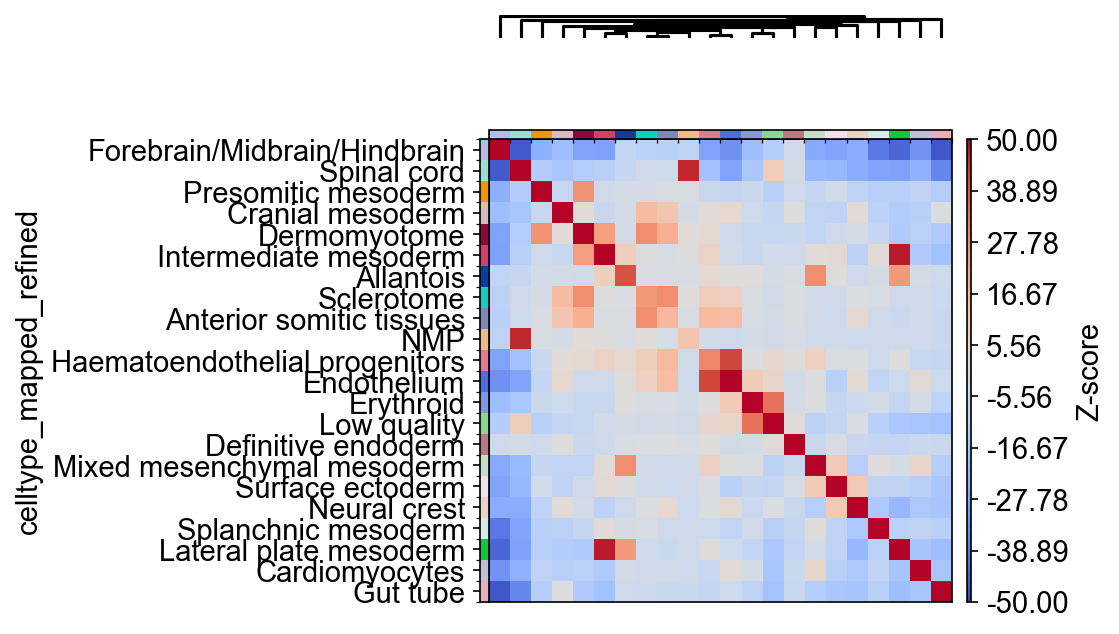 Forebrain/Midbrain/Hindbrain
Spinal cord
Presomitic mesoderm
Cranial mesoderm
Dermomyotome
Intermediate mesoderm
Allantois
Sclerotome
Anterior somitic tissues
NMP
Haematoendothelial progenitors
Endothelium
Erythroid
Low quality
Definitive endoderm
Mixed mesenchymal mesoderm
Surface ectoderm
Neural crest
Splanchnic mesoderm
Lateral plate mesoderm
Cardiomyocytes
Gut tube
celltype_mapped_refined
50.00
38.89
27.78
16.67
5.56
-5.56
-16.67
-27.78
-38.89
-50.00
Z-score